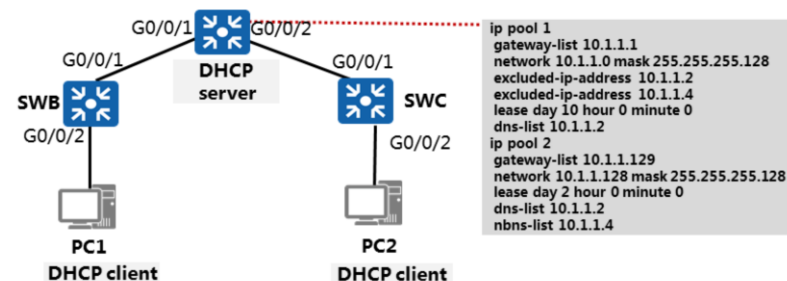 G0/0/1
G0/0/2
DHCP
server
G0/0/1
G0/0/1
SWB
SWC
G0/0/2
G0/0/2
PC1
PC2
DHCP client
DHCP client
ip pool 1
gateway-list 10.1.1.1
network 10.1.1.0 mask 255.255.255.128
excluded-ip-address 10.1.1.2
excluded-ip-address 10.1.1.4
lease day 10 hour 0 minute 0
dns-list 10.1.1.2
ip pool 2
gateway-list 10.1.1.129
network 10.1.1.128 mask 255.255.255.128
lease day 2 hour 0 minute 0
dns-list 10.1.1.2
nbns-list 10.1.1.4